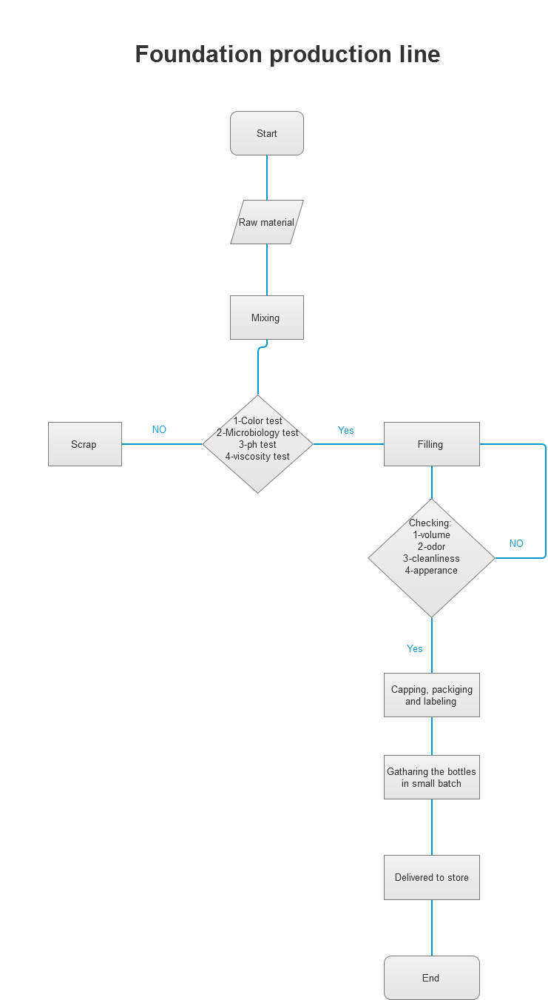 Foundation production line
Start
Raw material
Mixing
1-Color test
2-Microbiology test
3-ph test
4-viscosity test
NO
Scrap
Yes
Filling
Checking:
1-volume
2-odor
3-cleanliness
4-apperance
NO
Yes
Capping, packiging
and labeling
Gatharing the bottles
in small batch
Delivered to store
End